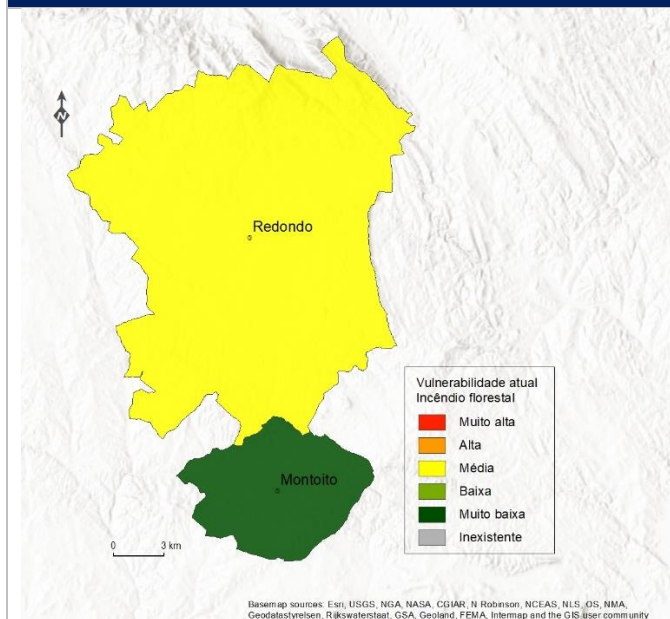 N
Redondo
Montoito
Vulnerabilidade atual
Incêndio florestal
Muito alta
Alta
Média
Baixa
Muito baixa
Inexistente
0 3 km
Basemap sources: Esri, USGS, NGA, NASA, CGIAR, N Robinson, NCEAS, NLS, OS, NMA,
Geodatastyrelsen, Rijkswaterstaat, GSA, Geoland, FEMA, Intermap and the GIS user community